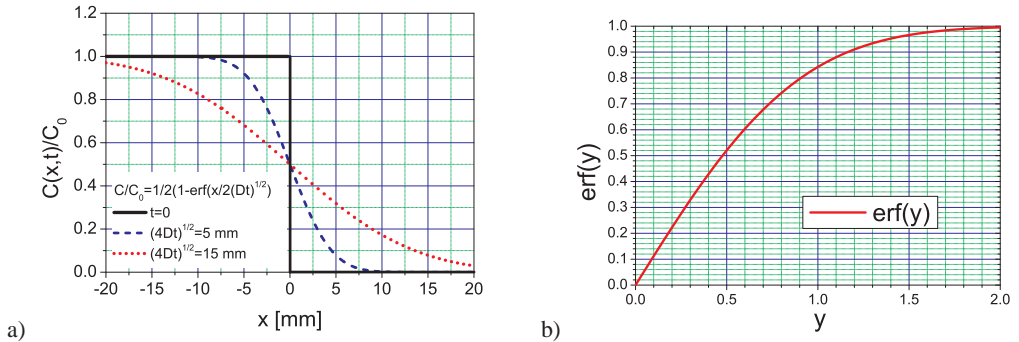 1.2
1.0
0.8
0.6
0.4
0.2
0.0
C(x,t)/C₀
C/C₀=1/2(1-erf(x/2(Dt)^1/2)
t=0
(4Dt)^1/2=5 mm
(4Dt)^1/2=15 mm
-20 -15 -10 -5 0 5 10 15 20
x [mm]
a)
1.0
0.9
0.8
0.7
0.6
0.5
0.4
0.3
0.2
0.1
0.0
erf(y)
erf(y)
0.0 0.5 1.0 1.5 2.0
y
b)